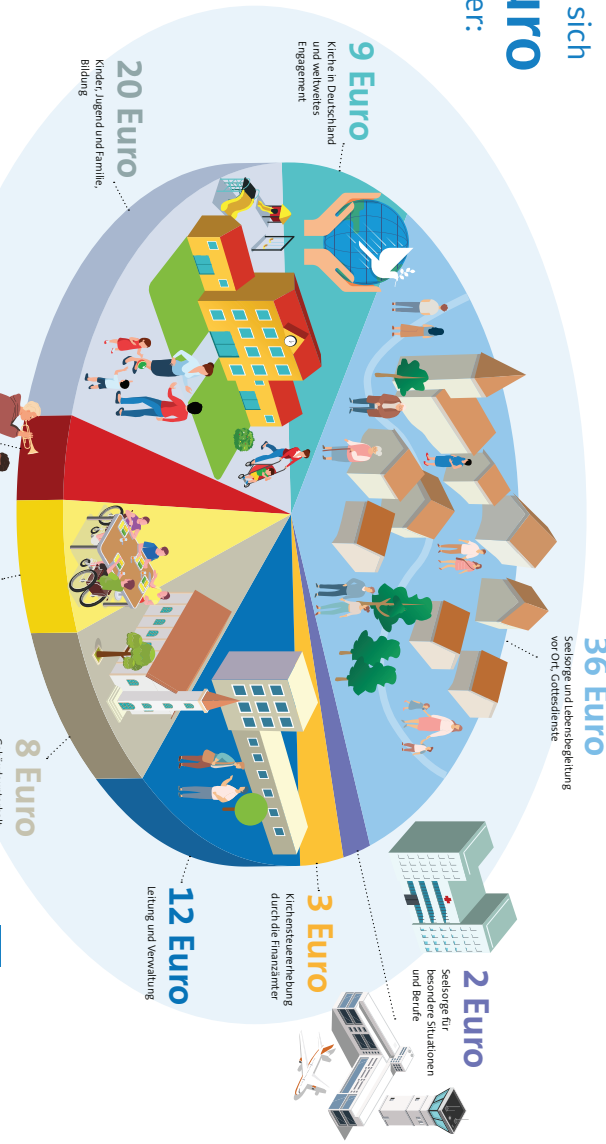 sich
uro
er:
9 Euro
Kirche in Deutschland
und weltweites
Engagement
36 Euro
Seelsorge und Lebensbegleitung
vor Ort, Gottesdienste
20 Euro
Kinder, Jugend und Familie,
Bildung
2 Euro
Seelsorge für
besondere Situationen
und Berufe
3 Euro
Kirchensteuererhebung
durch die Finanzämter
12 Euro
Leitung und Verwaltung
8 Euro